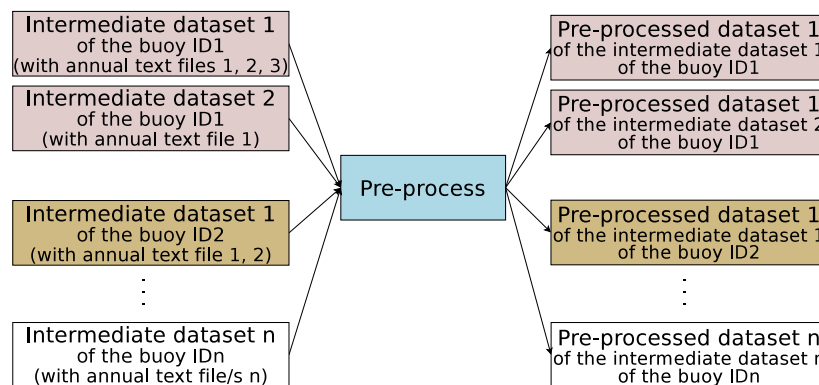 Intermediate dataset 1
of the buoy ID1
(with annual text files 1, 2, 3)
Intermediate dataset 2
of the buoy ID1
(with annual text file 1)
Intermediate dataset 1
of the buoy ID2
(with annual text file 1, 2)
Intermediate dataset n
of the buoy IDn
(with annual text file/s n)
Pre-process
Pre-processed dataset 1
of the intermediate dataset 1
of the buoy ID1
Pre-processed dataset 1
of the intermediate dataset 2
of the buoy ID1
Pre-processed dataset 1
of the intermediate dataset 1
of the buoy ID2
Pre-processed dataset n
of the intermediate dataset n
of the buoy IDn